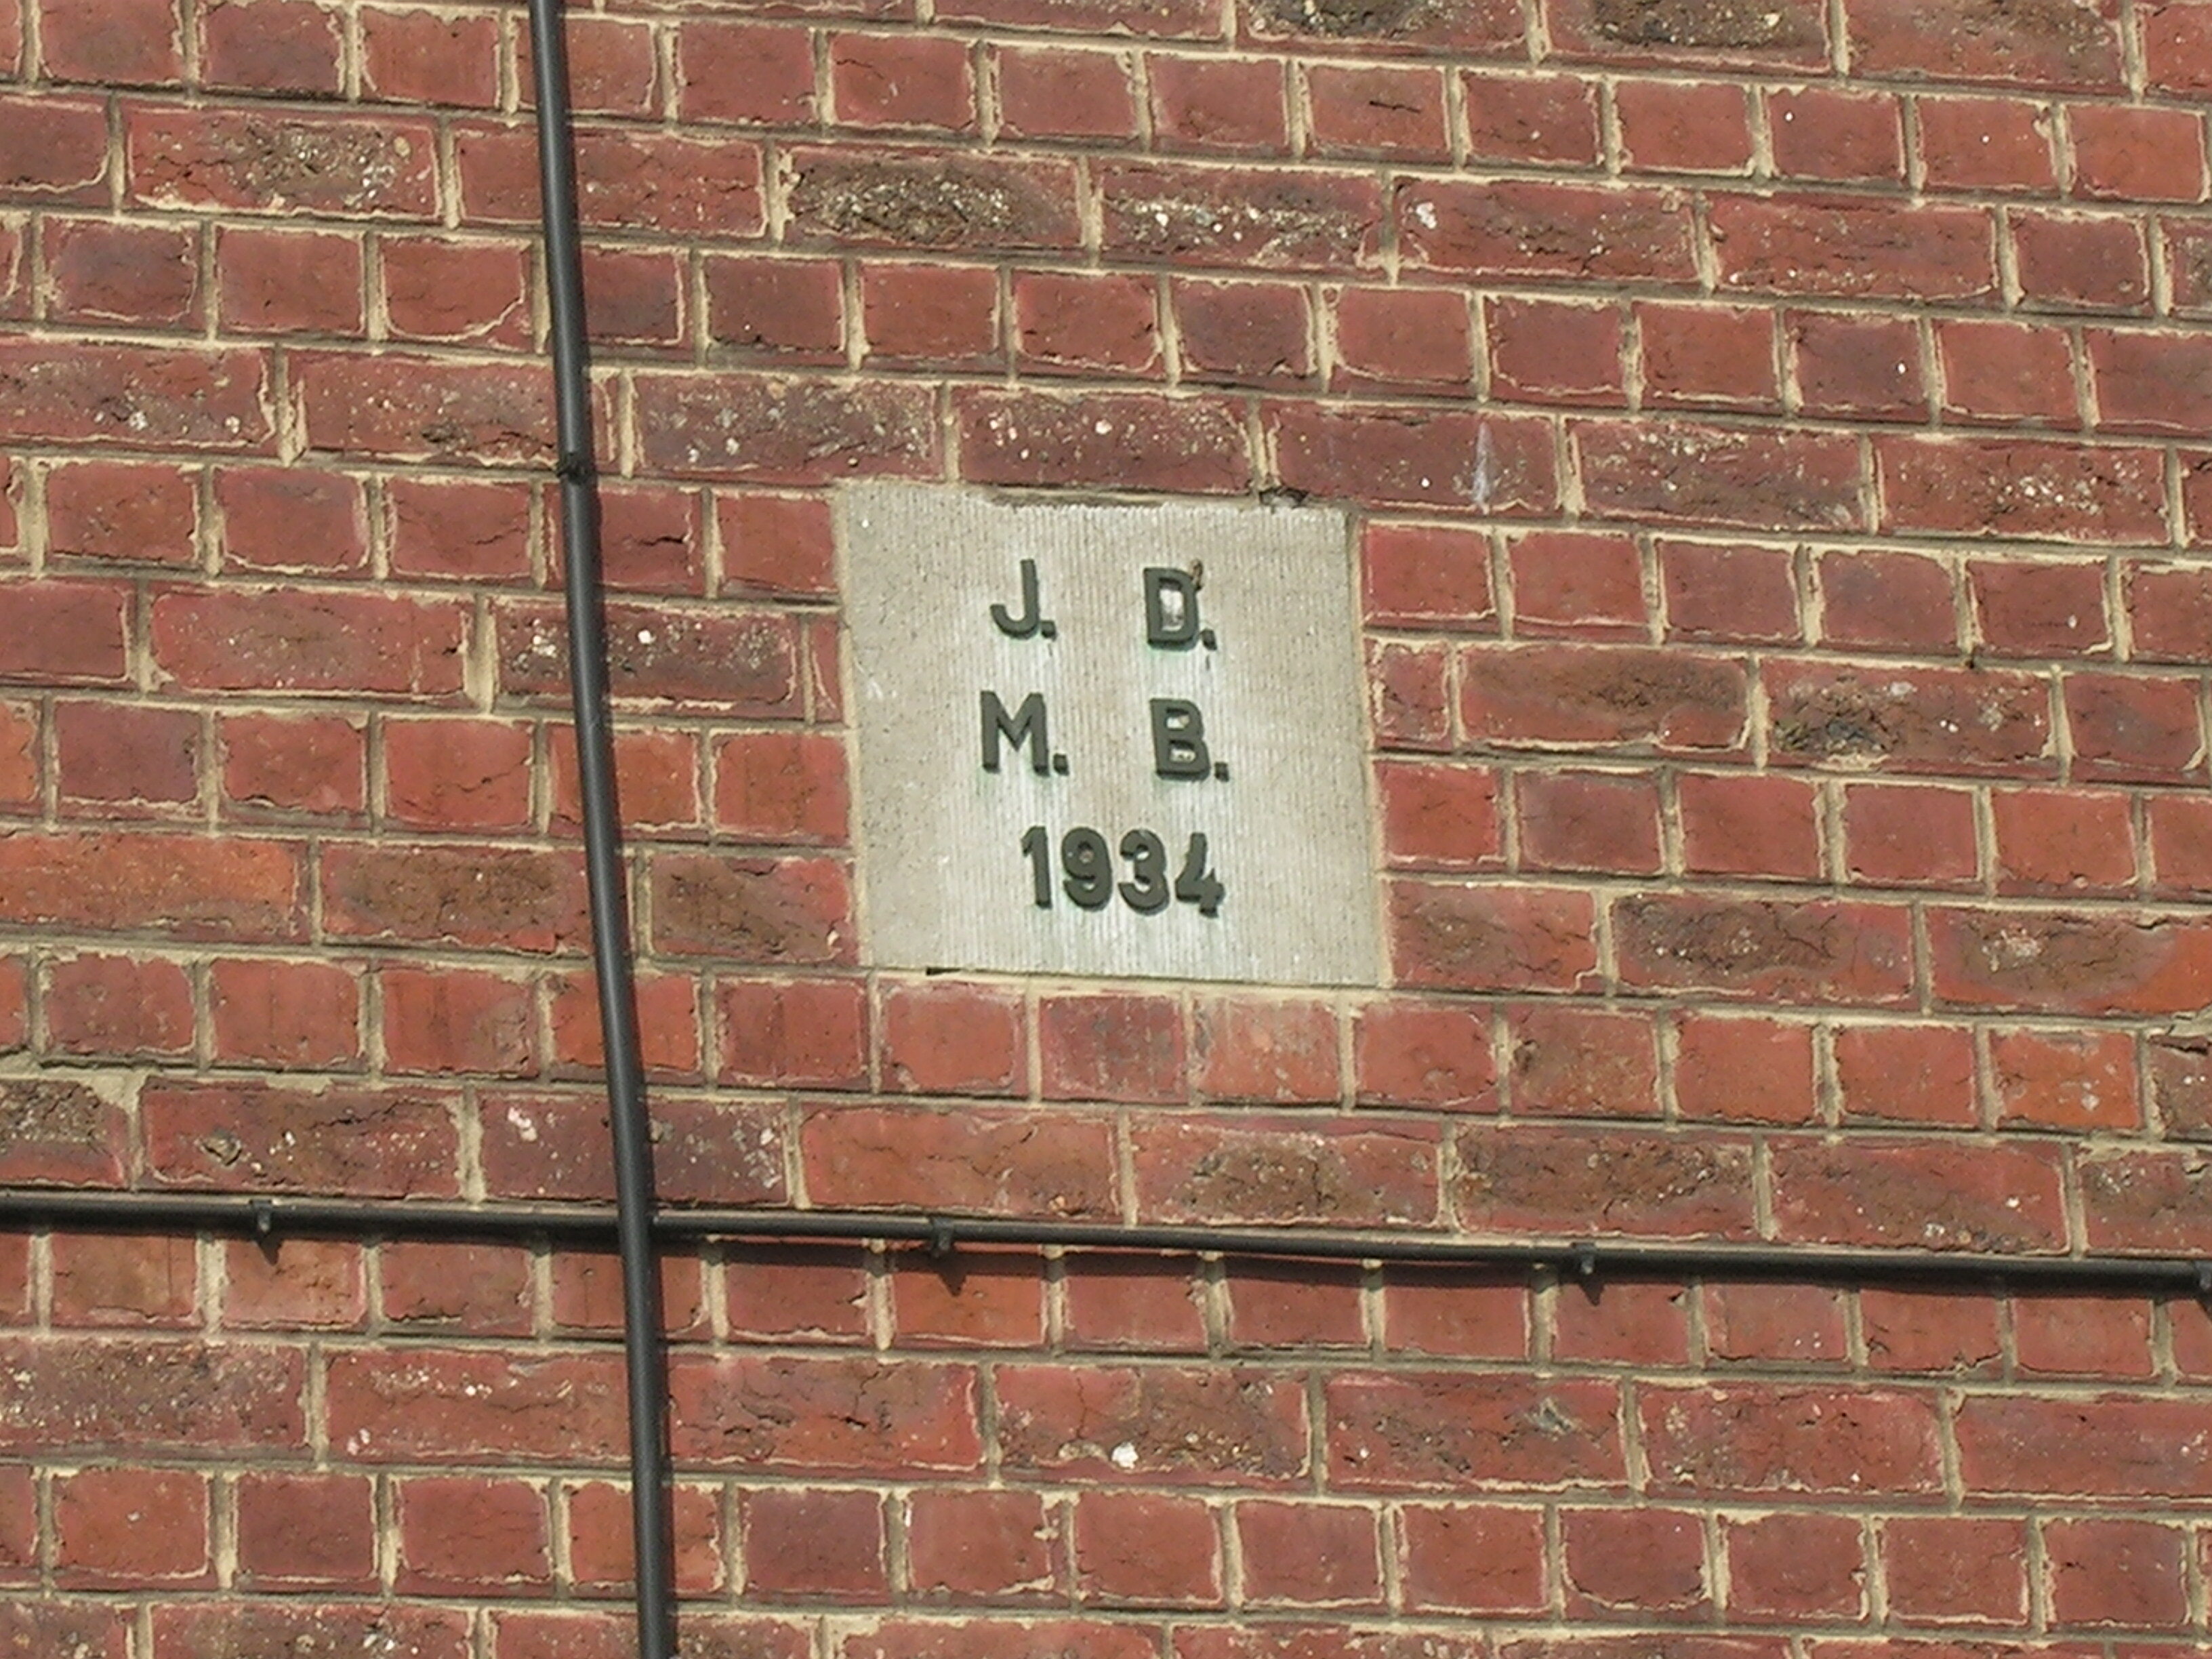 J. D.
M. B.
1934